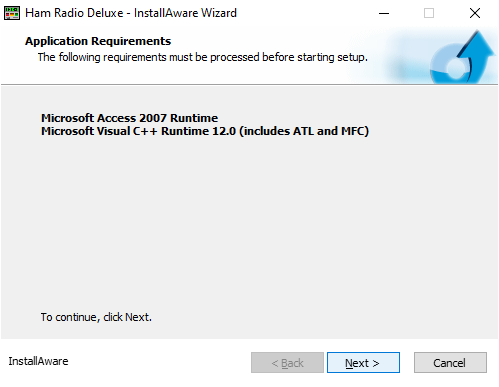 Ham Radio Deluxe - InstallAware Wizard
Application Requirements
The following requirements must be processed before starting setup.
Microsoft Access 2007 Runtime
Microsoft Visual C++ Runtime 12.0 (includes ATL and MFC)
To continue, click Next.
InstallAware
< Back Next > Cancel